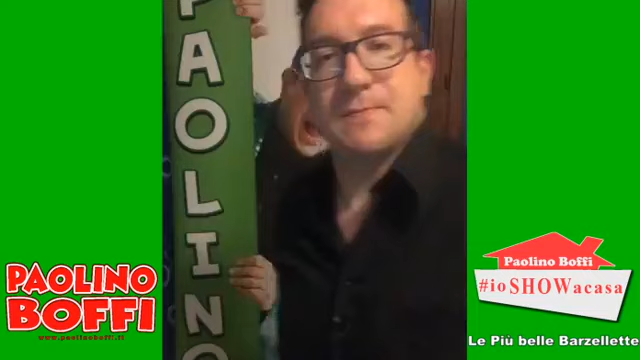 PAOLINO
PAOLINO
BOFFI
www.paolinoboffi.it
Paolino Boffi
#ioSHOWacasa
Le Più belle Barzellette